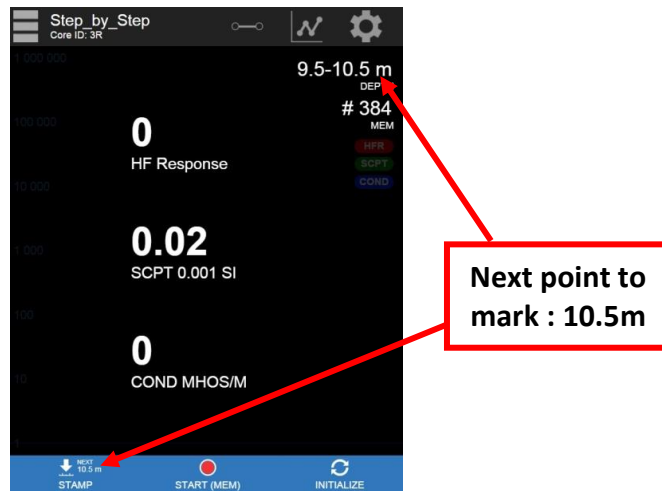 Step_by_Step
Core ID: 3R
1 000 000
9.5-10.5 m
DEP
# 384
MEM
100 000
0
HF Response
HFR
SCPT
COND
10 000
0.02
SCPT 0.001 SI
1 000
Next point to
mark : 10.5m
100
0
COND MHOS/M
10
1
NEXT
10.5 m
STAMP
START (MEM)
INITIALIZE